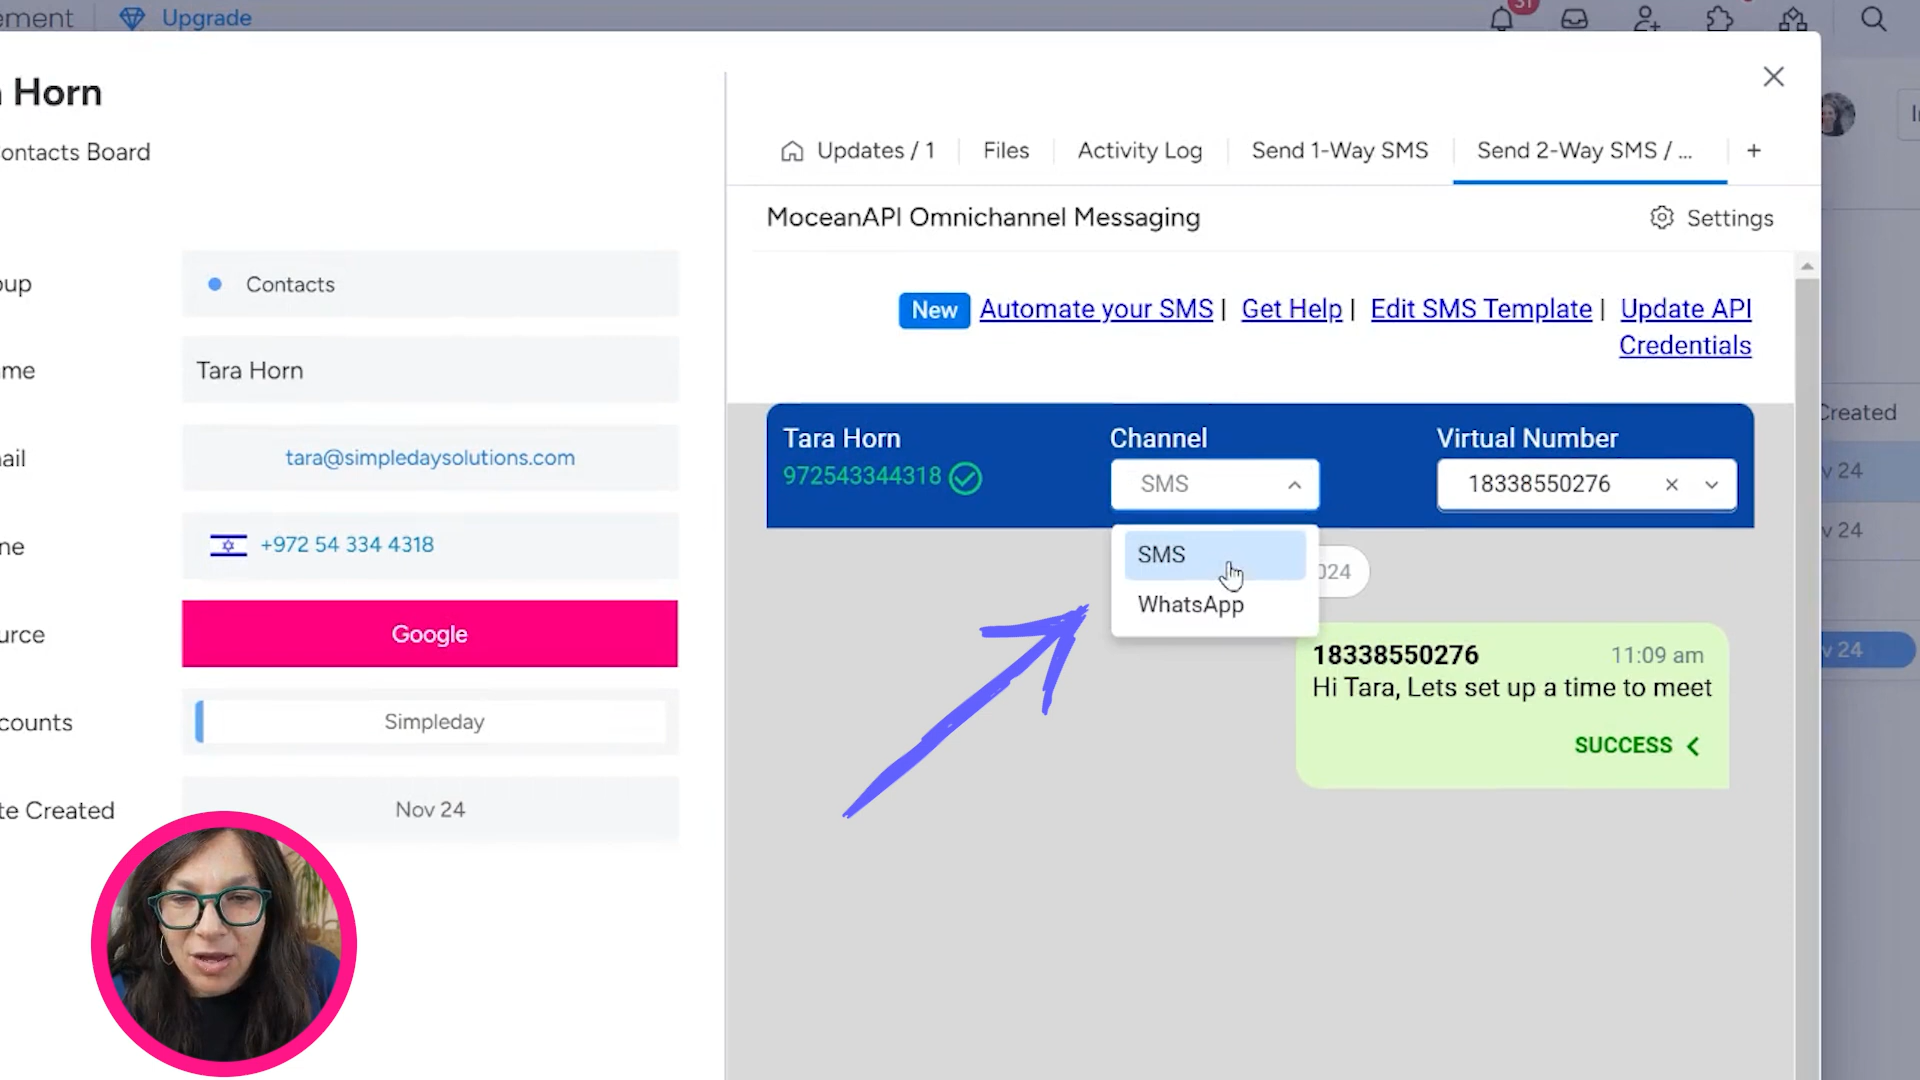 ement
Upgrade
31
a Horn
ontacts Board
Updates / 1
Files
Activity Log
Send 1-Way SMS
Send 2-Way SMS / ...
+
MoceanAPI Omnichannel Messaging
Settings
New Automate your SMS | Get Help | Edit SMS Template | Update API
Credentials
oup
Contacts
me
Tara Horn
ail
tara@simpledaysolutions.com
ne
+972 54 334 4318
urce
Google
counts
Simpleday
te Created
Nov 24
Tara Horn
972543344318
Channel
SMS
Virtual Number
18338550276
SMS
WhatsApp
024
18338550276
11:09 am
Hi Tara, Lets set up a time to meet
SUCCESS
Created
v 24
v 24
v 24